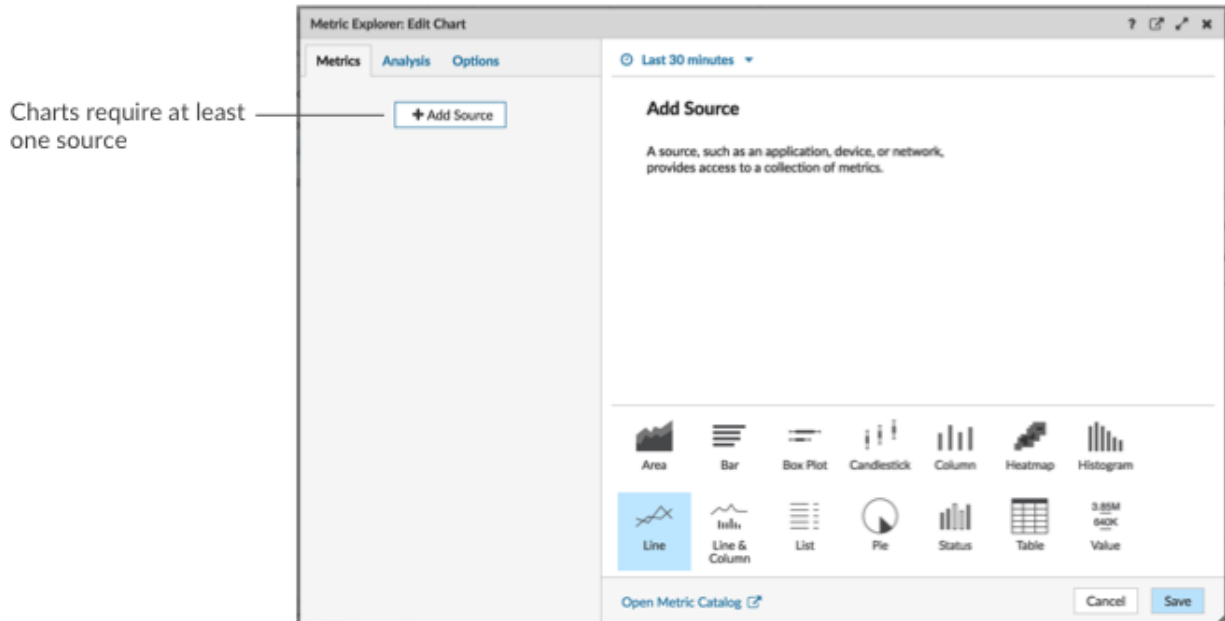 Metric Explorer: Edit Chart
?
Metrics Analysis Options
Last 30 minutes
Charts require at least
one source
+ Add Source
Add Source
A source, such as an application, device, or network,
provides access to a collection of metrics.
Area Bar Box Plot Candlestick Column Heatmap Histogram
3.85M
640K
Line Line & List Pie Status Table Value
Column
Open Metric Catalog
Cancel Save